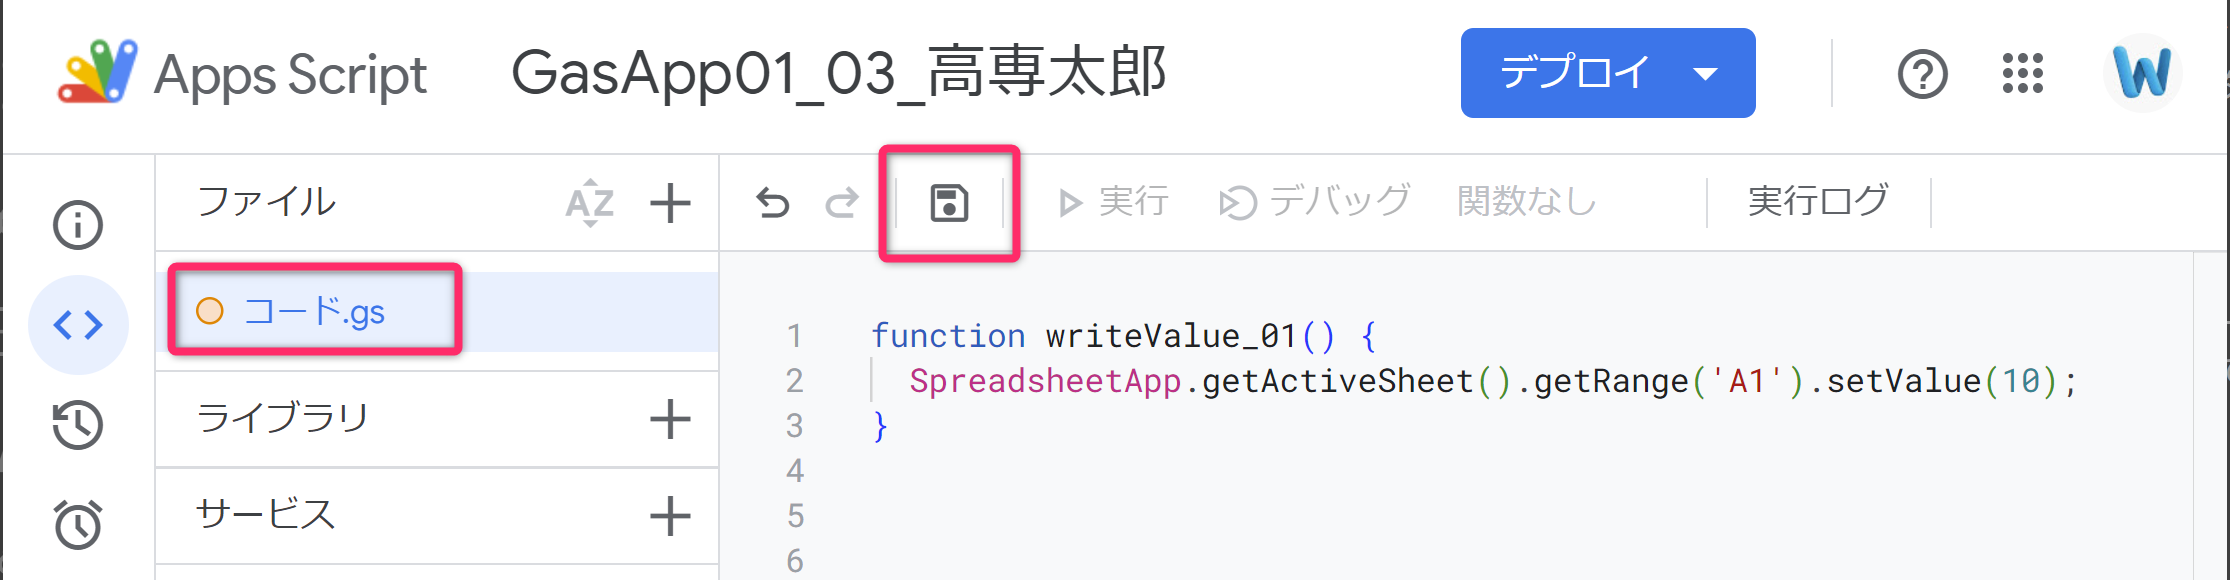 Apps Script GasApp01_03_高専太郎 デプロイ
ファイル AZ 実行 デバッグ 関数なし 実行ログ
コード.gs
ライブラリ
サービス
1 function writeValue_01() {
2 SpreadsheetApp.getActiveSheet().getRange('A1').setValue(10);
3 }
4
5
6